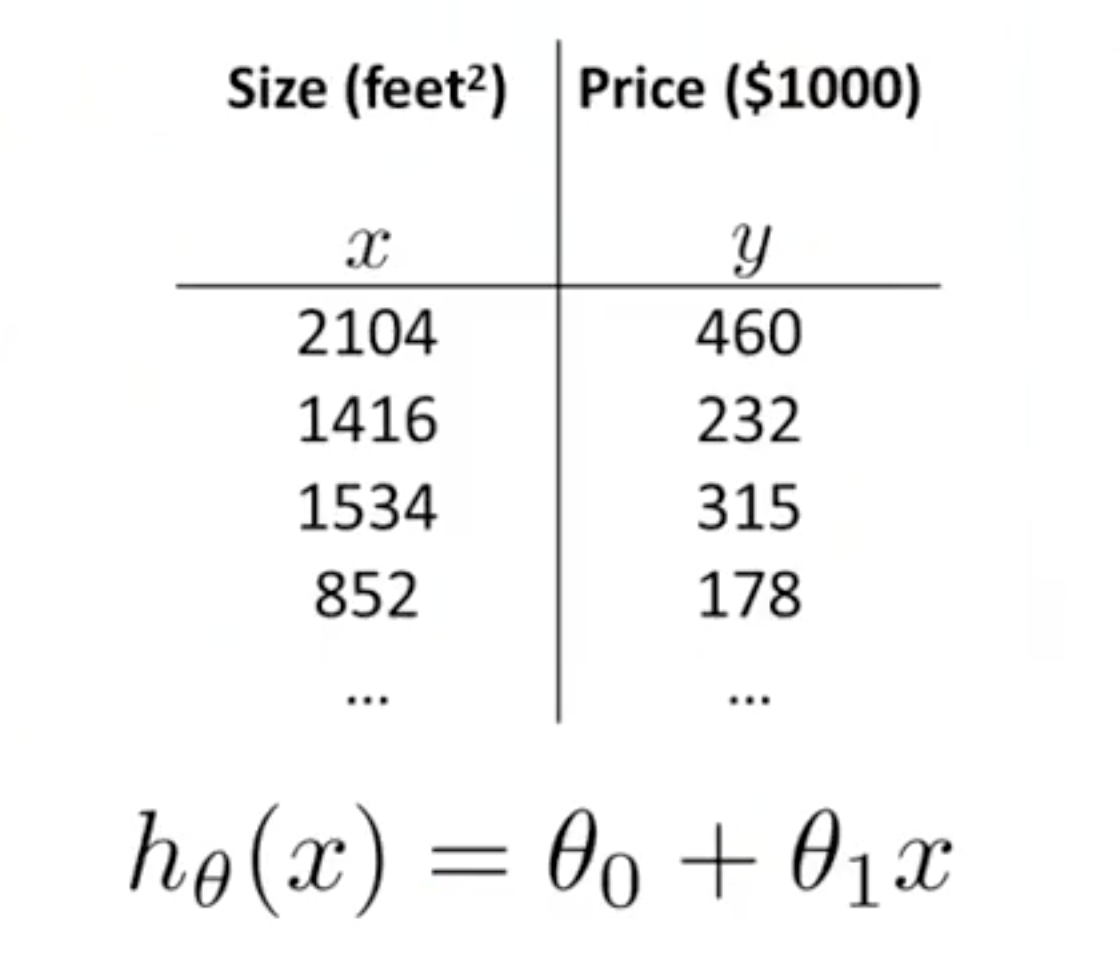 Size (feet²) Price ($1000)
x y
2104 460
1416 232
1534 315
852 178
... ...
hθ(x) = θ0 + θ1x